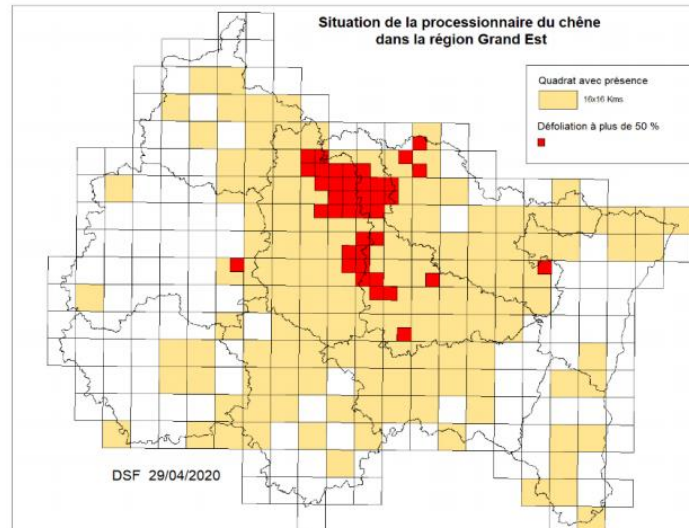 Situation de la processionnaire du chêne
dans la région Grand Est
Quadrat avec présence
16x16 Kms
Défoliation à plus de 50 %
DSF 29/04/2020